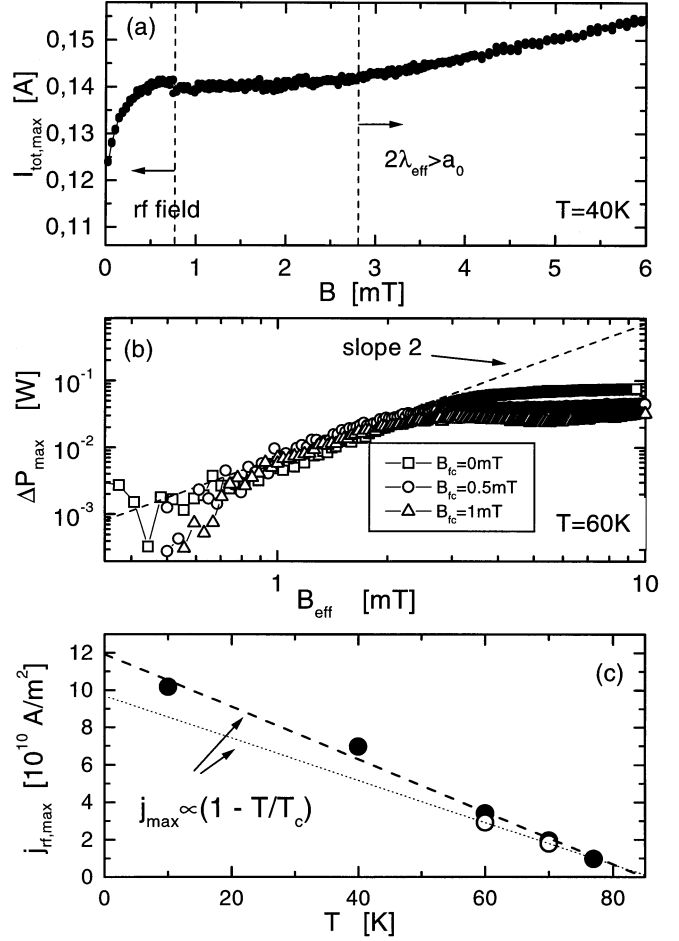 (a)
0,15
0,14
0,13
0,12
0,11
I_tot,max [A]
rf field
2λ_eff>a_0
T=40K
0 1 2 3 4 5 6
B [mT]
(b)
slope 2
10^-1
10^-2
10^-3
ΔP_max [W]
B_fc=0mT
B_fc=0.5mT
B_fc=1mT
T=60K
1 10
B_eff [mT]
(c)
12
10
8
6
4
2
0
j_rf,max [10^10 A/m^2]
j_max∝(1 - T/T_c)
0 20 40 60 80
T [K]